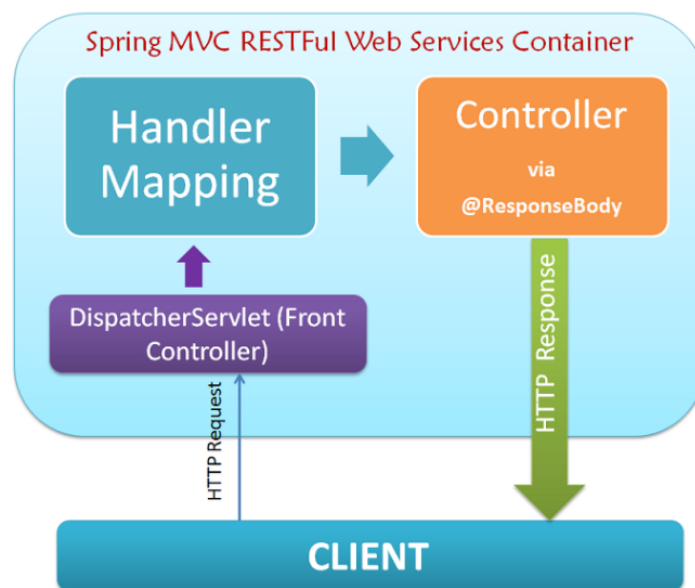 Spring MVC RESTFul Web Services Container
Handler
Mapping
Controller
via
@ResponseBody
DispatcherServlet (Front
Controller)
HTTP Request
HTTP Response
CLIENT